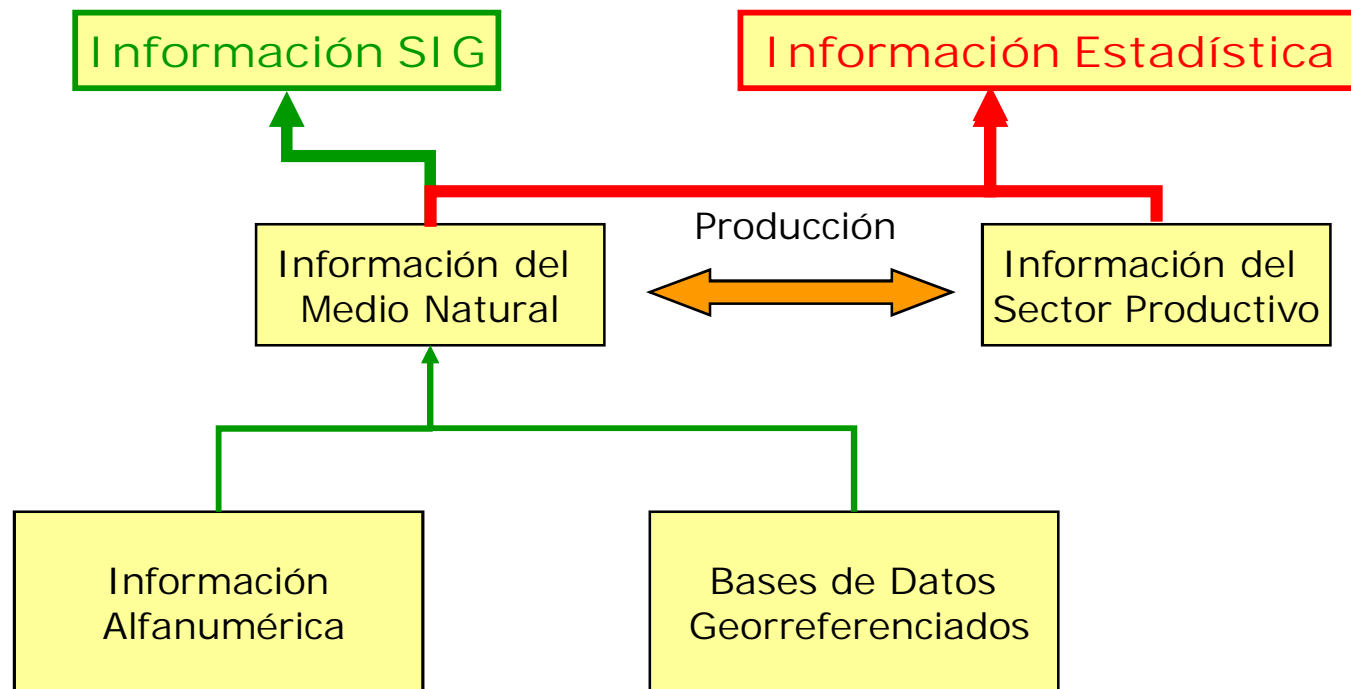 Información SIG
Información Estadística
Producción
Información del
Medio Natural
Información del
Sector Productivo
Información
Alfanumérica
Bases de Datos
Georreferenciados